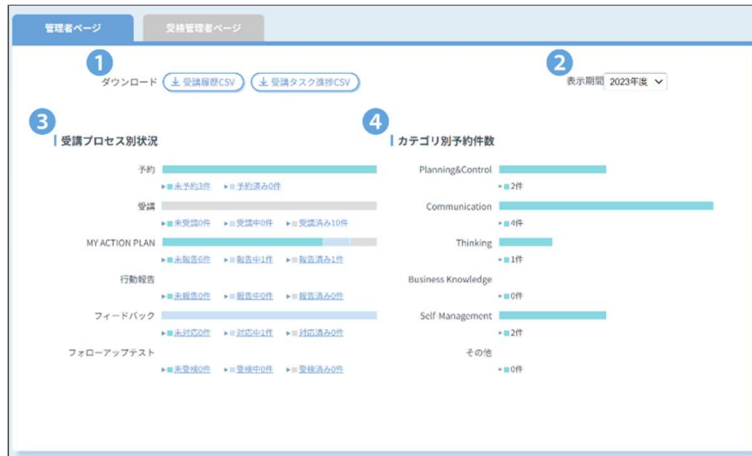 管理者ページ 受検管理者ページ
1 2
ダウンロード 受講履歴CSV 受講タスク進捗CSV 表示期間 2023年度
3 4
受講プロセス別状況 カテゴリ別予約件数
予約 Planning&Control
未予約3件 予約済み0件 2件
受講 Communication
未受講0件 受講中0件 受講済み10件 4件
MY ACTION PLAN Thinking
未報告6件 報告中1件 報告済み1件 1件
行動報告 Business Knowledge
未報告0件 報告中0件 報告済み0件 0件
フィードバック Self-Management
未対応0件 対応中1件 対応済み0件 2件
フォローアップテスト その他
未受検0件 受検中0件 受検済み0件 0件